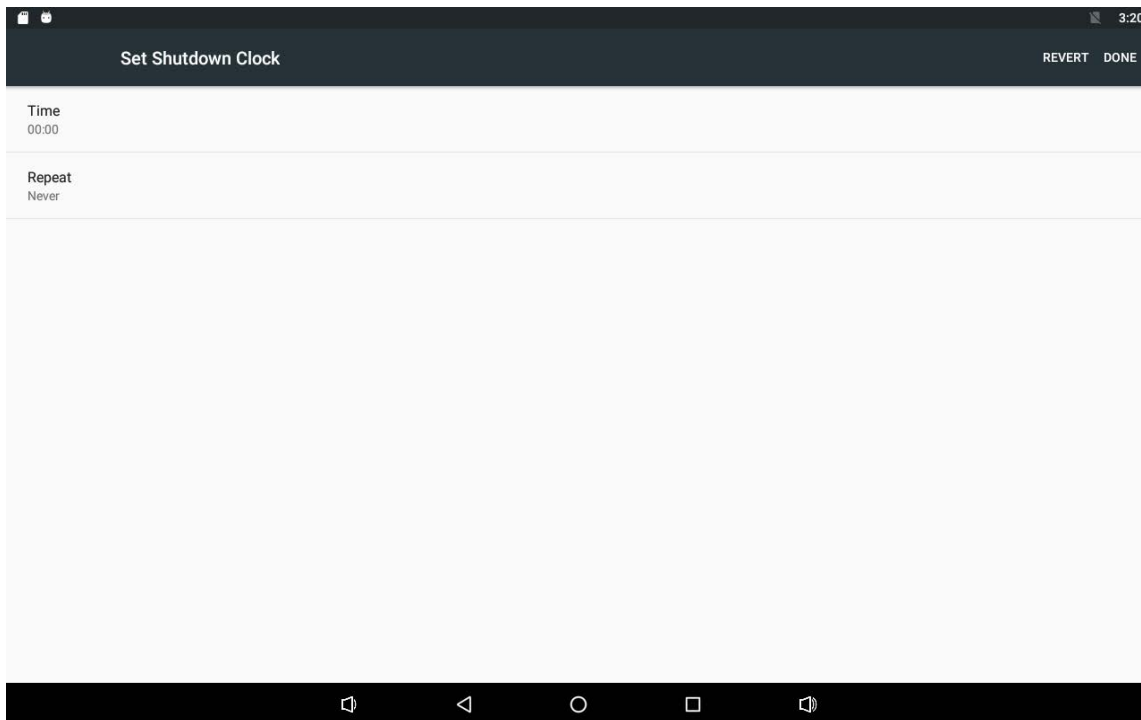 3:20
Set Shutdown Clock
REVERT DONE
Time
00:00
Repeat
Never